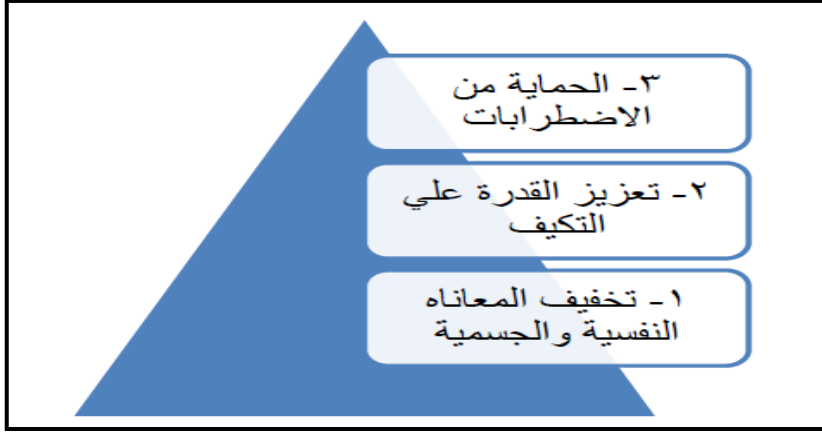 ٣- الحماية من
الاضطرابات
٢- تعزيز القدرة علي
التكيف
١- تخفيف المعاناه
النفسية والجسمية